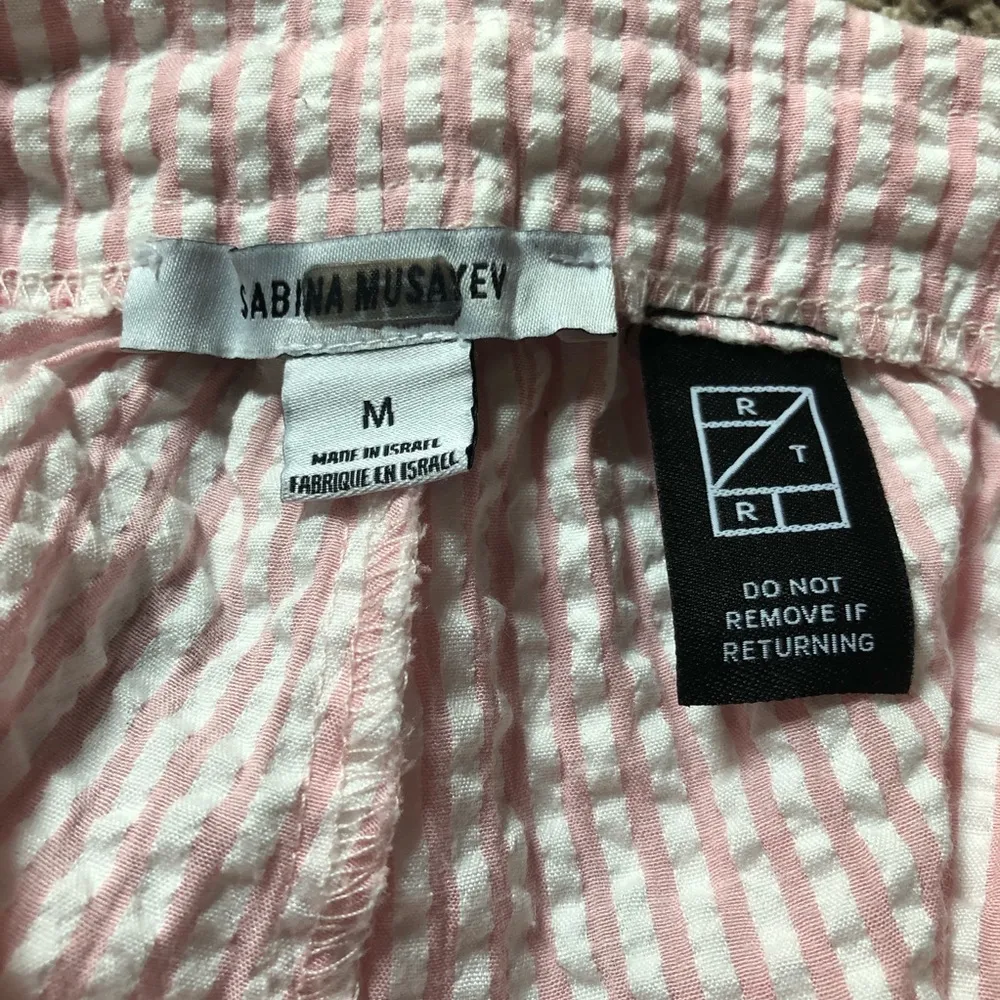 SABINA MUSAYEV
M
MADE IN ISRAEL
FABRIQUE EN ISRAEL
R
T
R
DO NOT
REMOVE IF
RETURNING